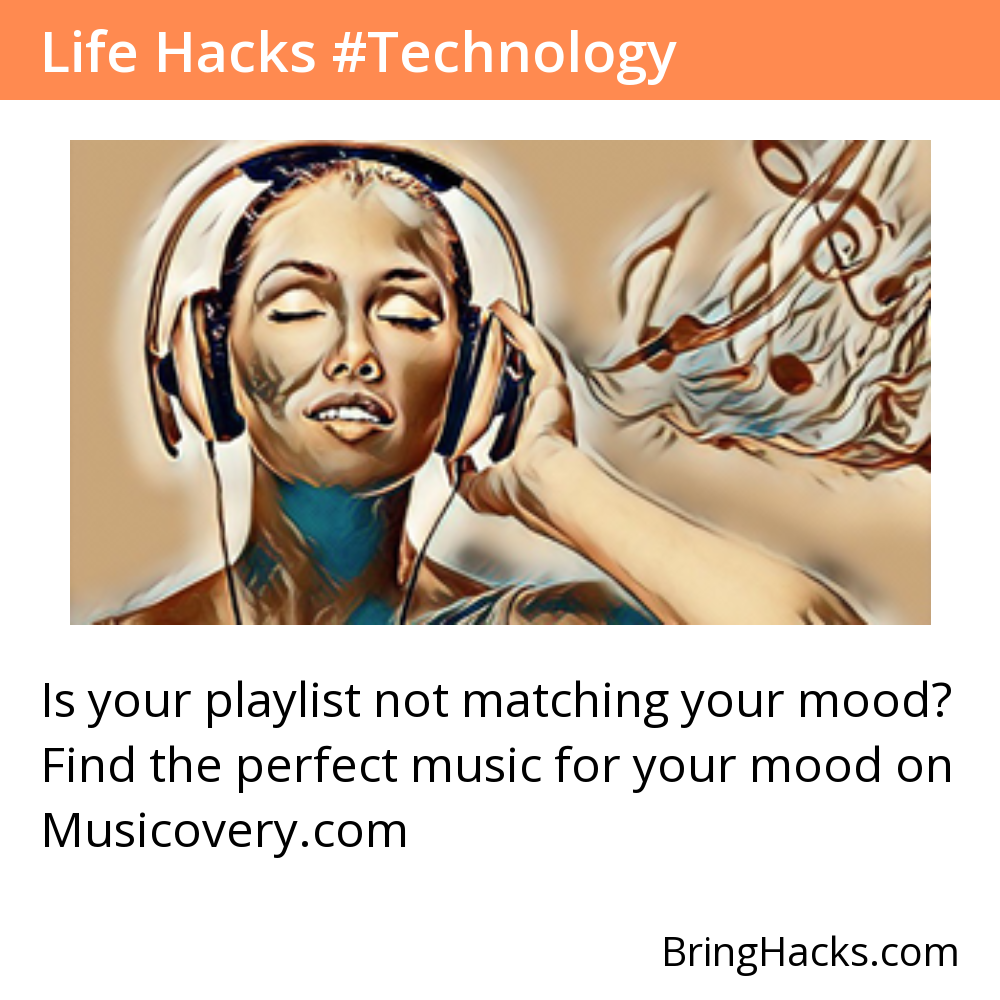 Life Hacks #Technology
Is your playlist not matching your mood?
Find the perfect music for your mood on
Musicovery.com
BringHacks.com